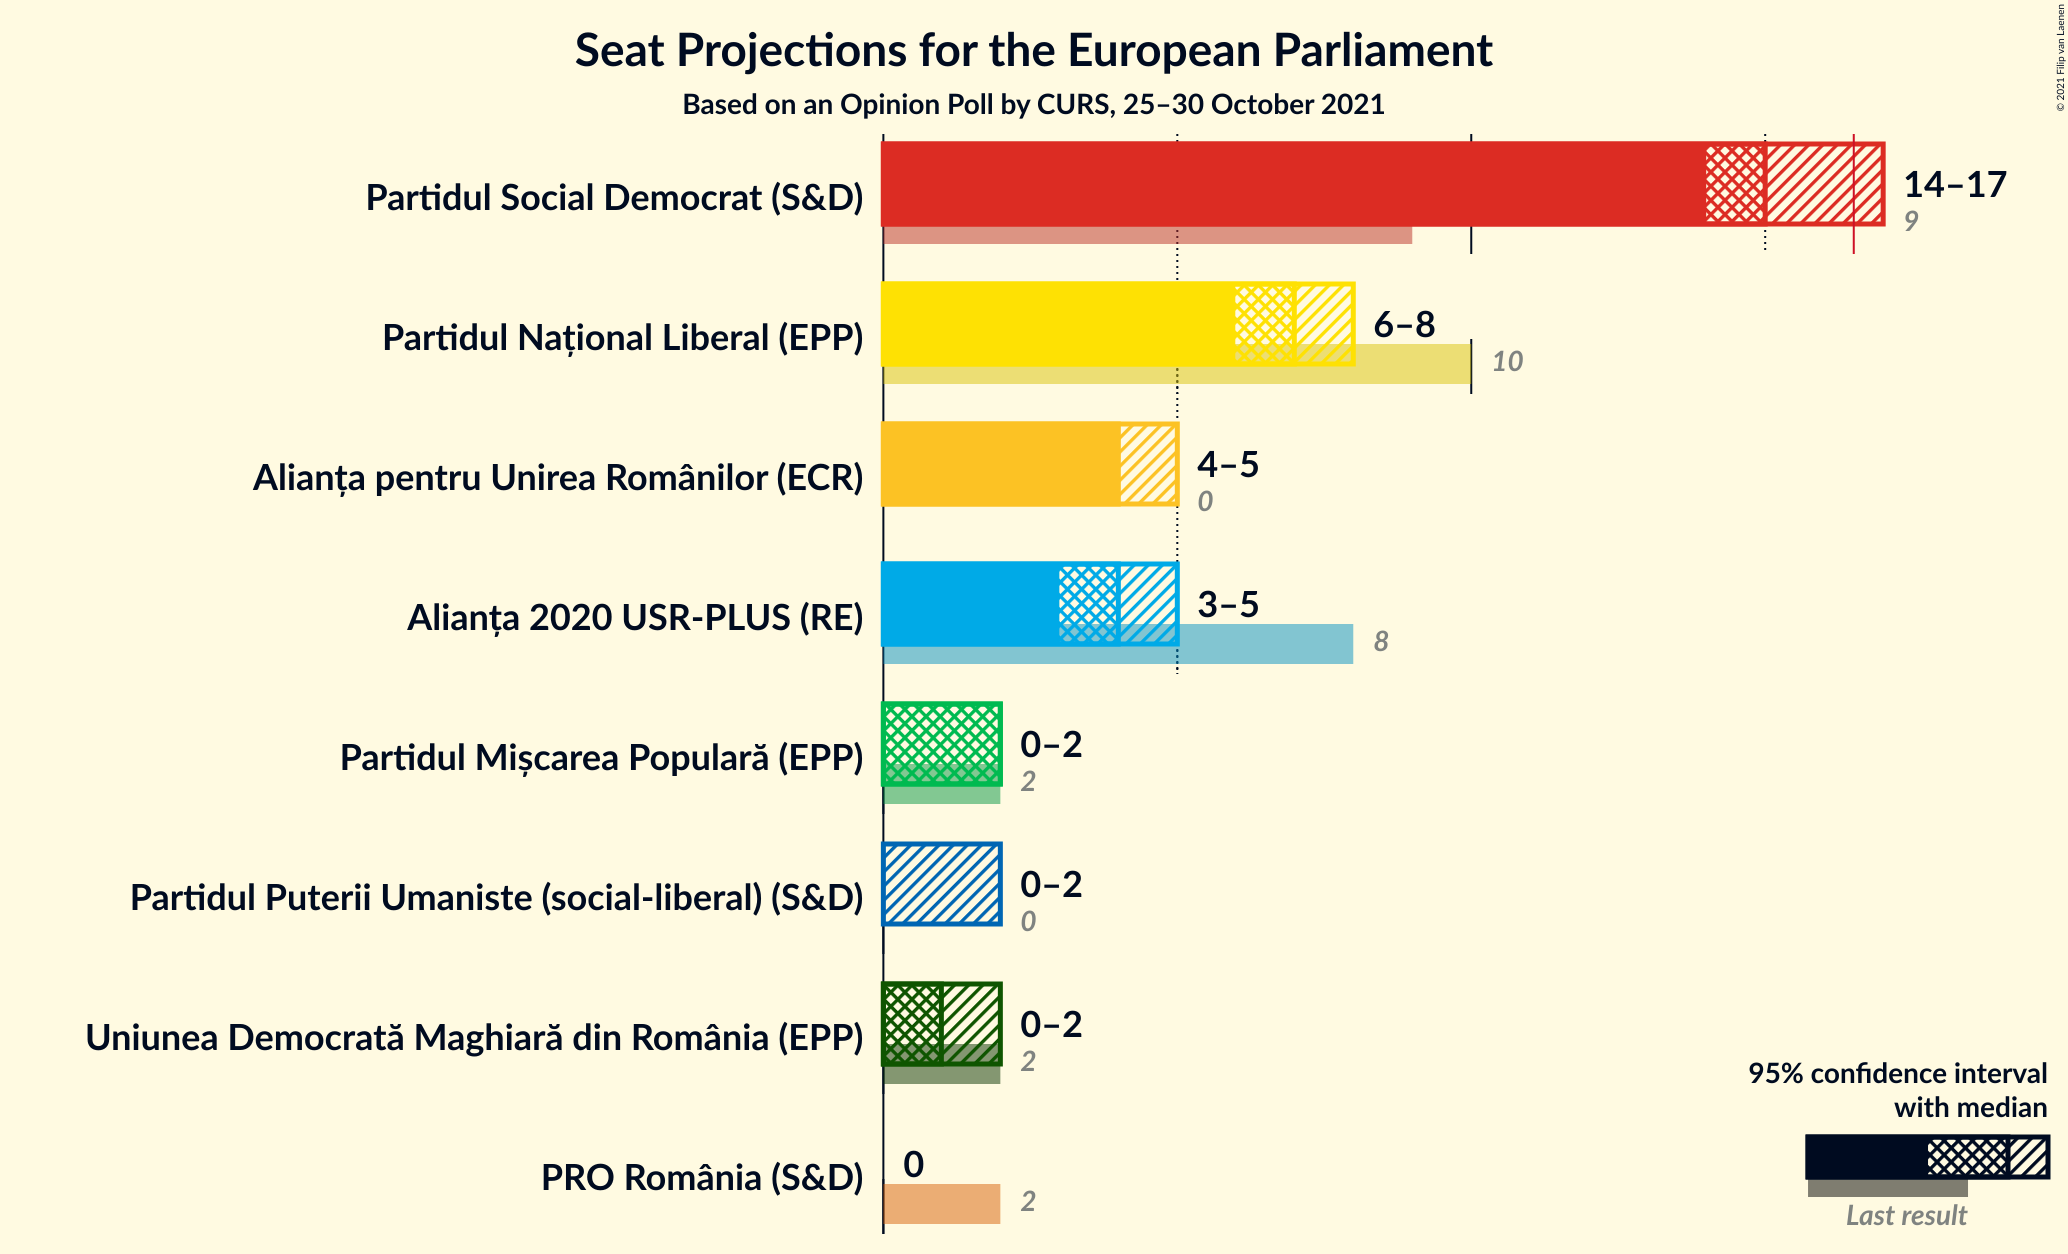 Seat Projections for the European Parliament
Based on an Opinion Poll by CURS, 25–30 October 2021
© 2021 Filip van Laenen
Partidul Social Democrat (S&D)
14–17
9
Partidul Național Liberal (EPP)
6–8
10
Alianța pentru Unirea Românilor (ECR)
4–5
0
Alianța 2020 USR-PLUS (RE)
3–5
8
Partidul Mișcarea Populară (EPP)
0–2
2
Partidul Puterii Umaniste (social-liberal) (S&D)
0–2
0
Uniunea Democrată Maghiară din România (EPP)
0–2
2
PRO România (S&D)
0
2
95% confidence interval
with median
Last result